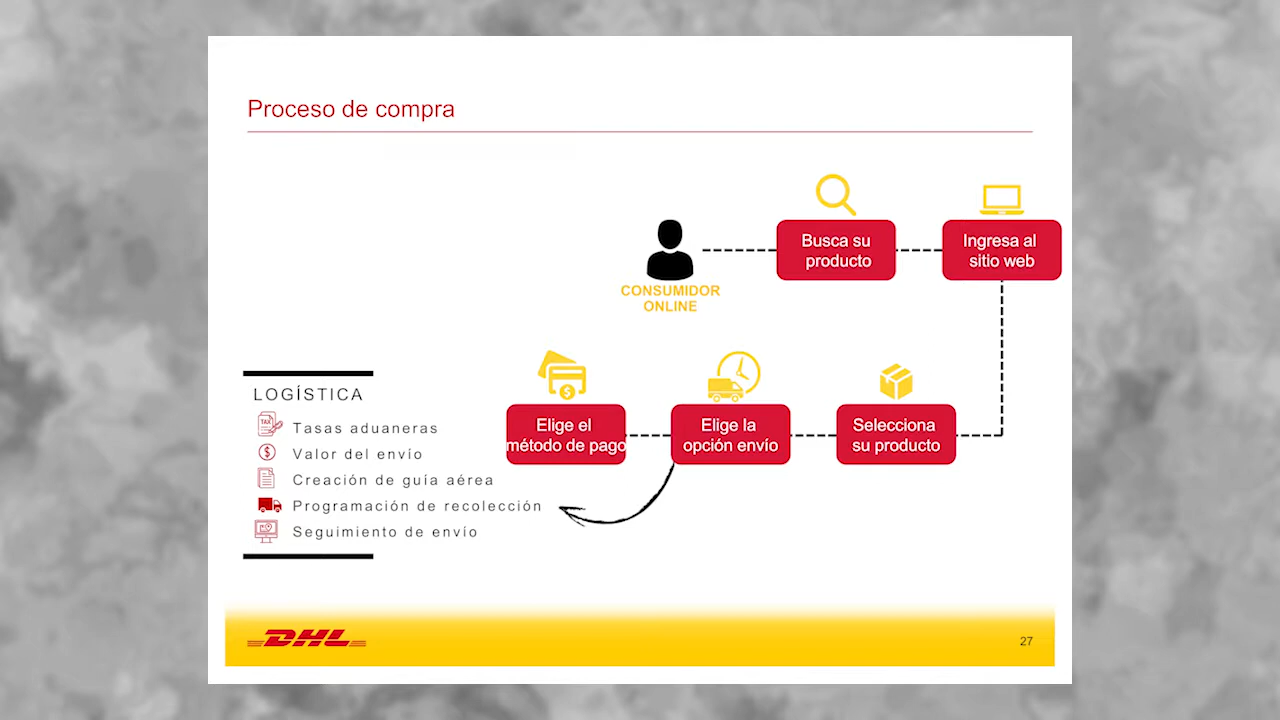 Proceso de compra
Busca su
producto
Ingresa al
sitio web
CONSUMIDOR
ONLINE
LOGÍSTICA
TAX
Tasas aduaneras
$
Valor del envío
Creación de guía aérea
Programación de recolección
Seguimiento de envío
$
Elige el
método de pago
Elige la
opción envío
Selecciona
su producto
DHL
27